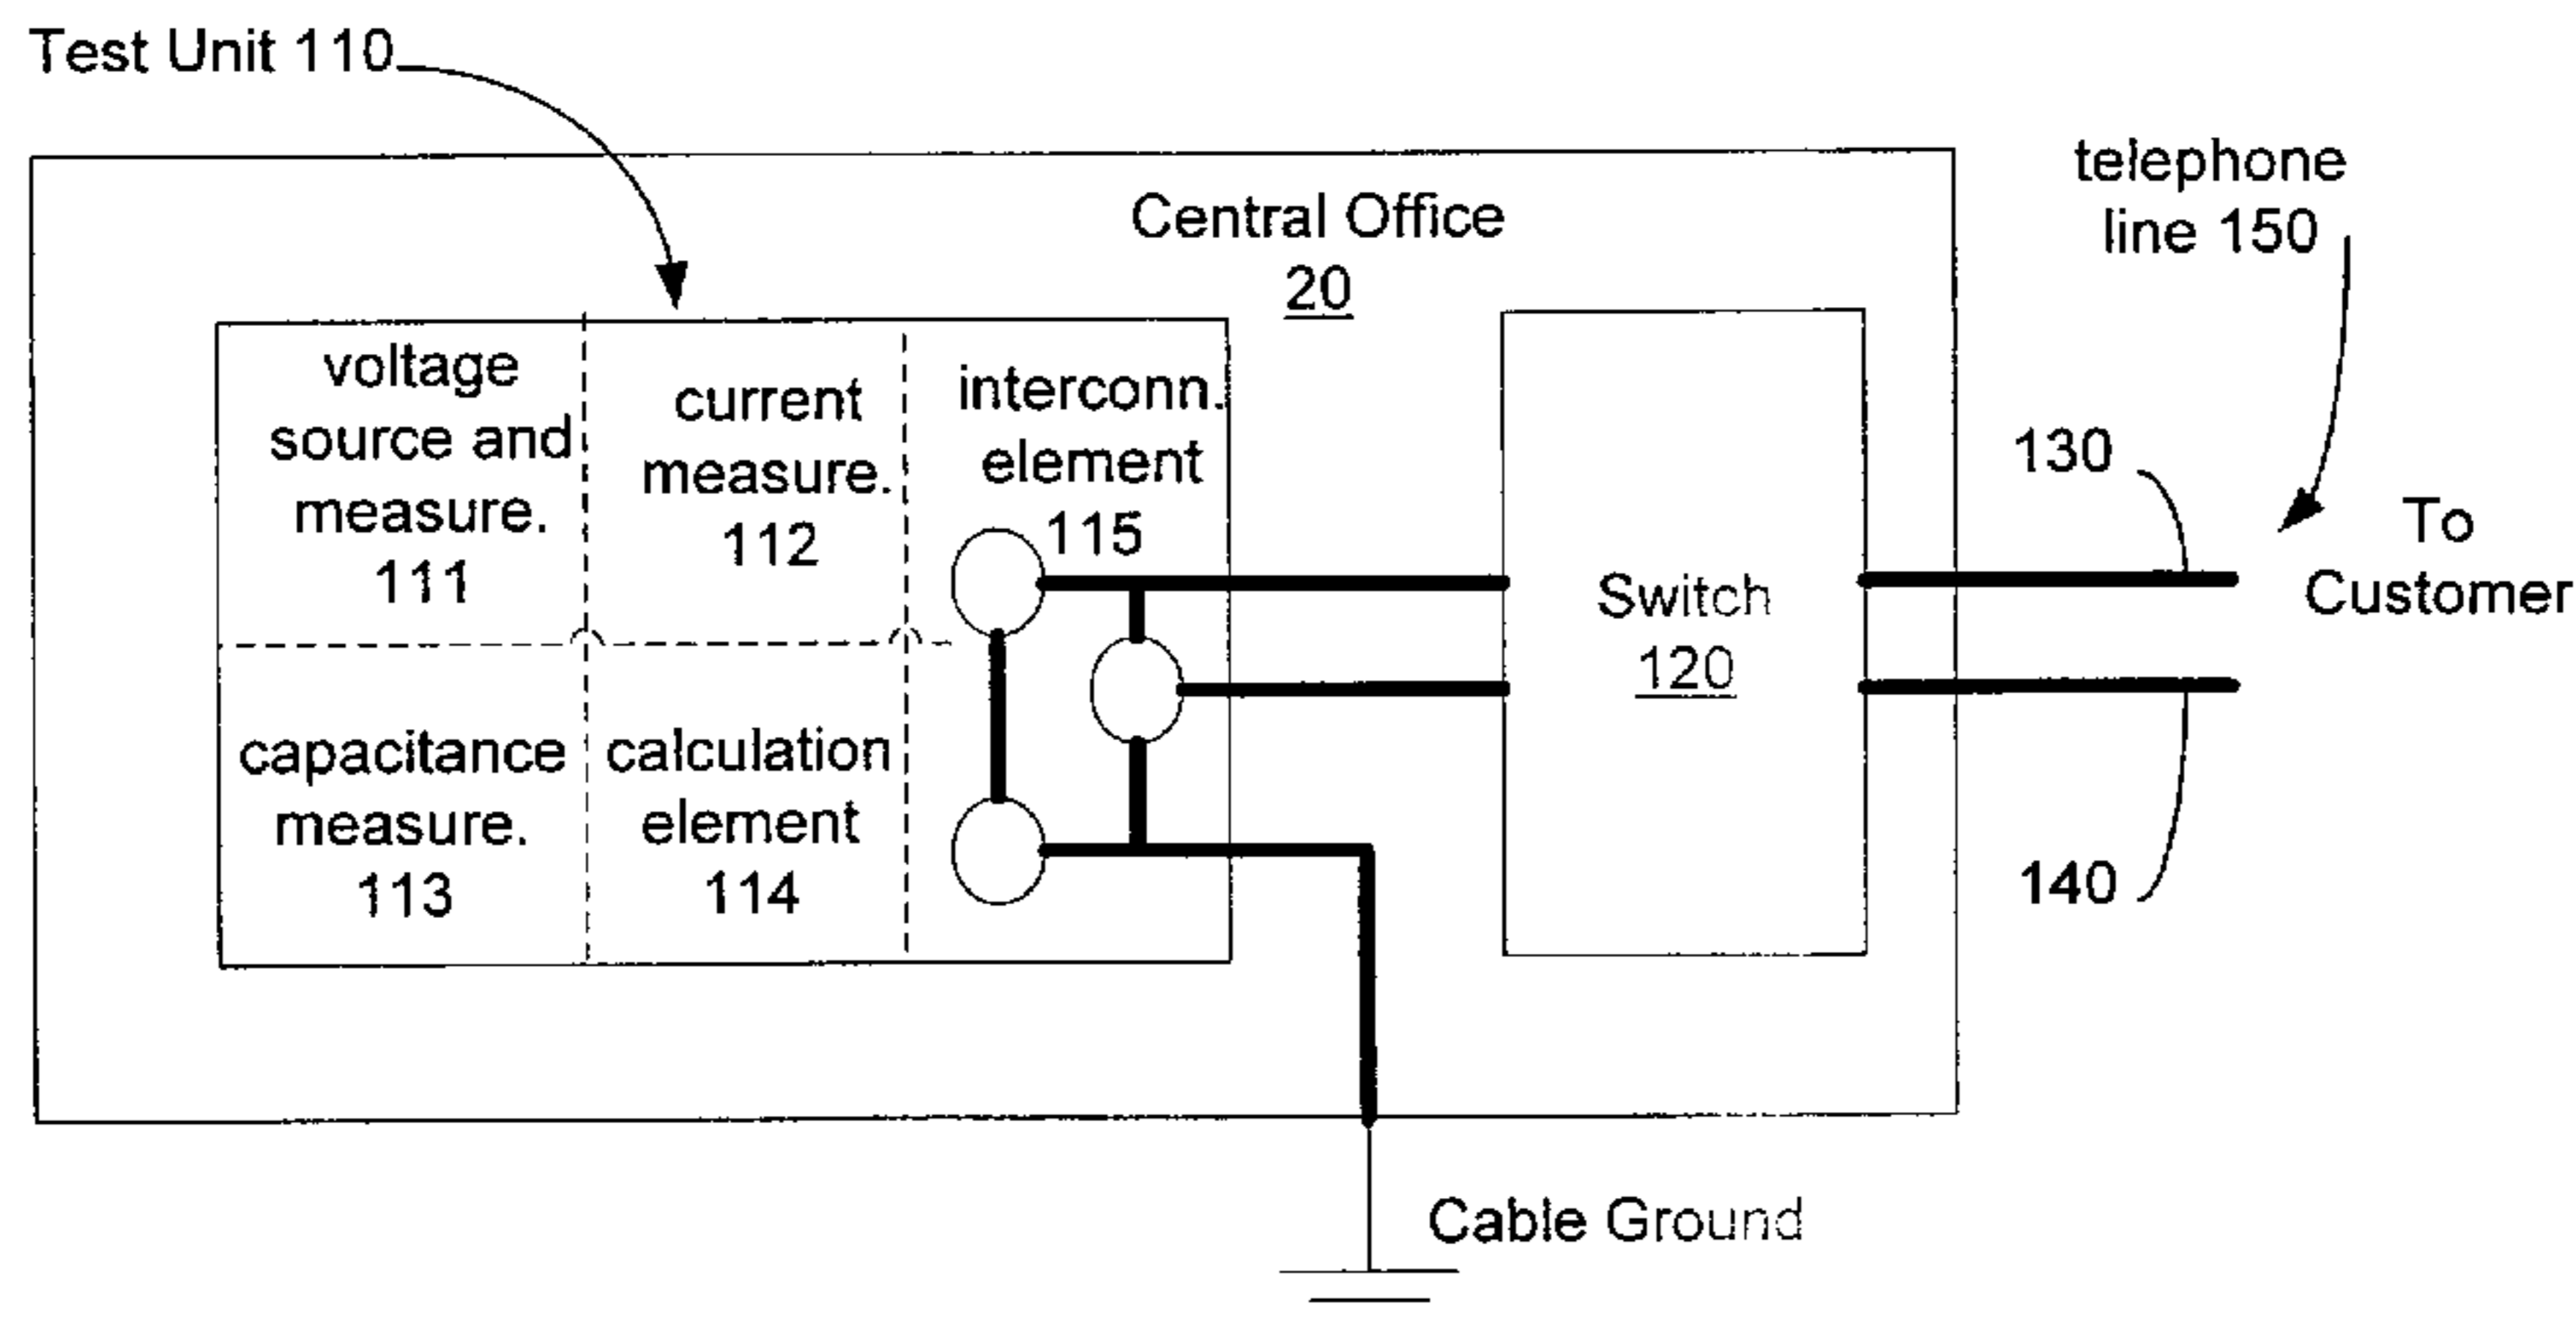 Test Unit 110
telephone
line 150
Central Office
20
voltage
source and
measure.
111
current
measure.
112
interconn.
element
115
130
To
Customer
Switch
120
capacitance
measure.
113
calculation
element
114
140
Cable Ground